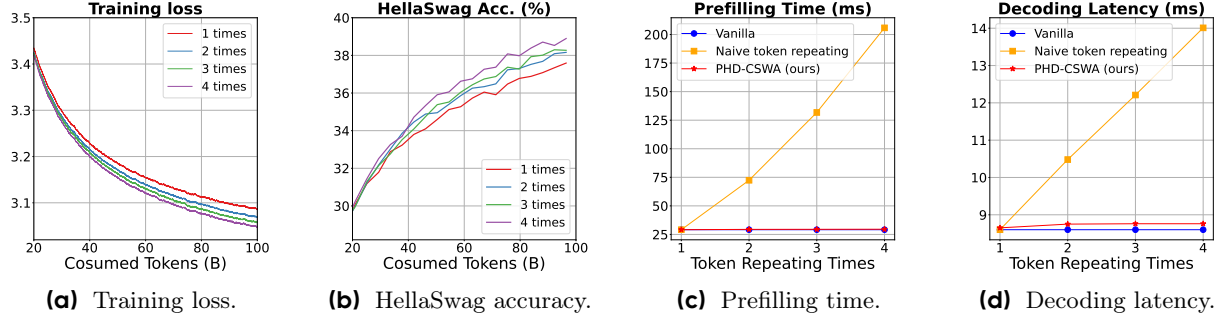 Training loss
3.5
3.4
3.3
3.2
3.1
20
40
60
80
100
Cosumed Tokens (B)
1 times
2 times
3 times
4 times
(a) Training loss.
HellaSwag Acc. (%)
40
38
36
34
32
30
20
40
60
80
100
Cosumed Tokens (B)
1 times
2 times
3 times
4 times
(b) HellaSwag accuracy.
Prefilling Time (ms)
200
175
150
125
100
75
50
25
1
2
3
4
Token Repeating Times
Vanilla
Naive token repeating
PHD-CSWA (ours)
(c) Prefilling time.
Decoding Latency (ms)
14
13
12
11
10
9
1
2
3
4
Token Repeating Times
Vanilla
Naive token repeating
PHD-CSWA (ours)
(d) Decoding latency.